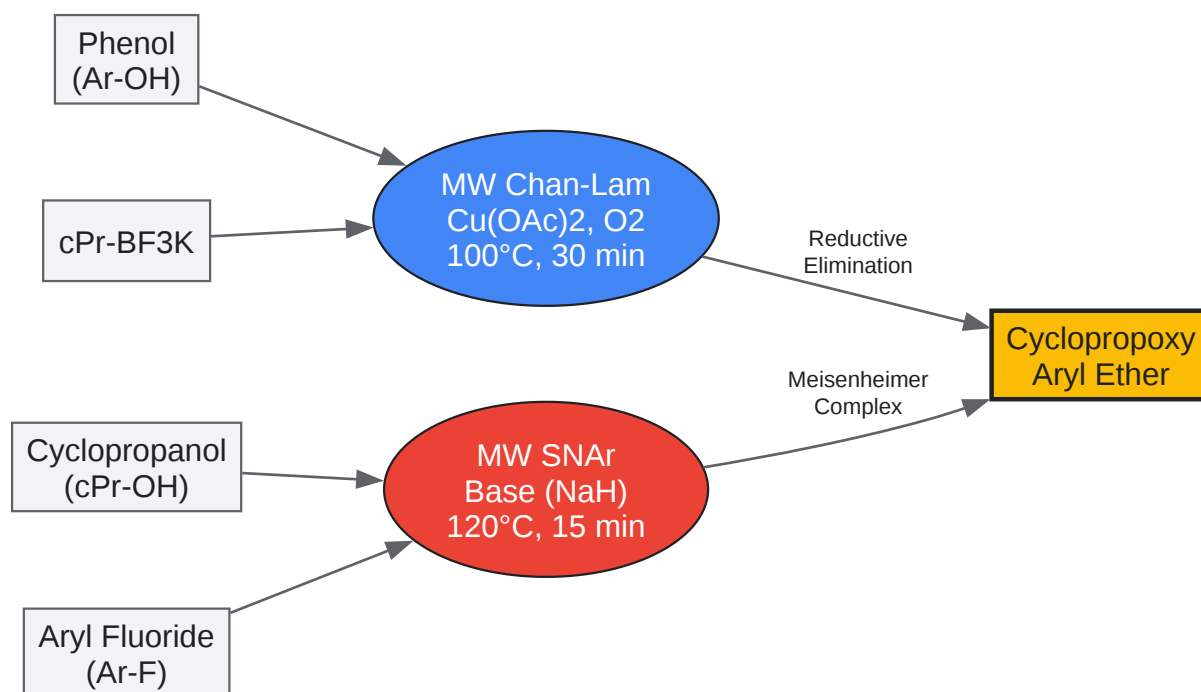 Phenol
(Ar-OH)
cPr-BF3K
MW Chan-Lam
Cu(OAc)2, O2
100°C, 30 min
Reductive
Elimination
Cyclopropoxy
Aryl Ether
Meisenheimer
Complex
Cyclopropanol
(cPr-OH)
MW SNAr
Base (NaH)
120°C, 15 min
Aryl Fluoride
(Ar-F)